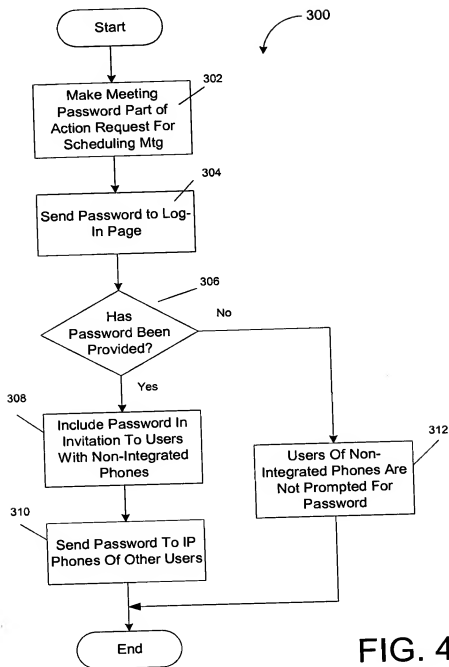 Start
300
302
Make Meeting
Password Part of
Action Request For
Scheduling Mtg
304
Send Password to Log-
In Page
306
Has
Password Been
Provided?
No
Yes
308
Include Password In
Invitation To Users
With Non-Integrated
Phones
312
Users Of Non-
Integrated Phones Are
Not Prompted For
Password
310
Send Password To IP
Phones Of Other Users
End
FIG. 4